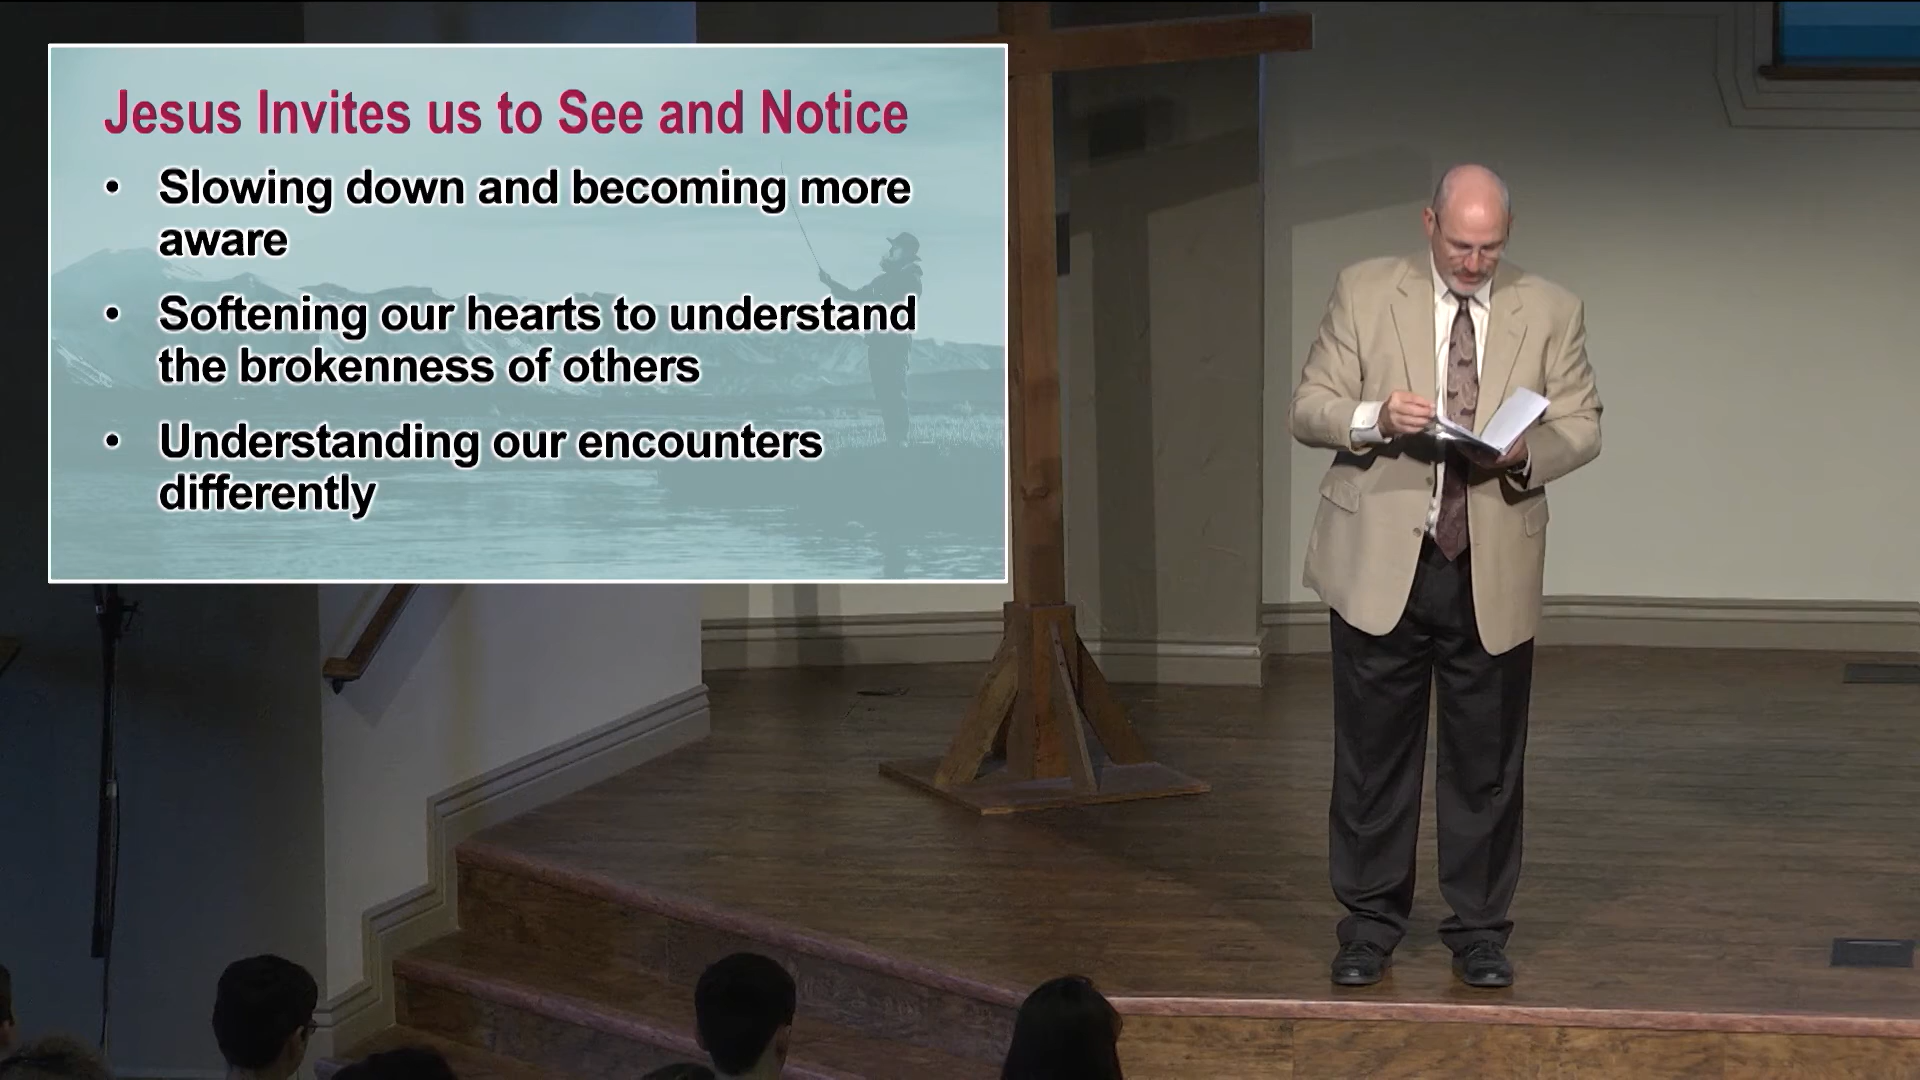 Jesus Invites us to See and Notice
• Slowing down and becoming more
aware
• Softening our hearts to understand
the brokenness of others
• Understanding our encounters
differently